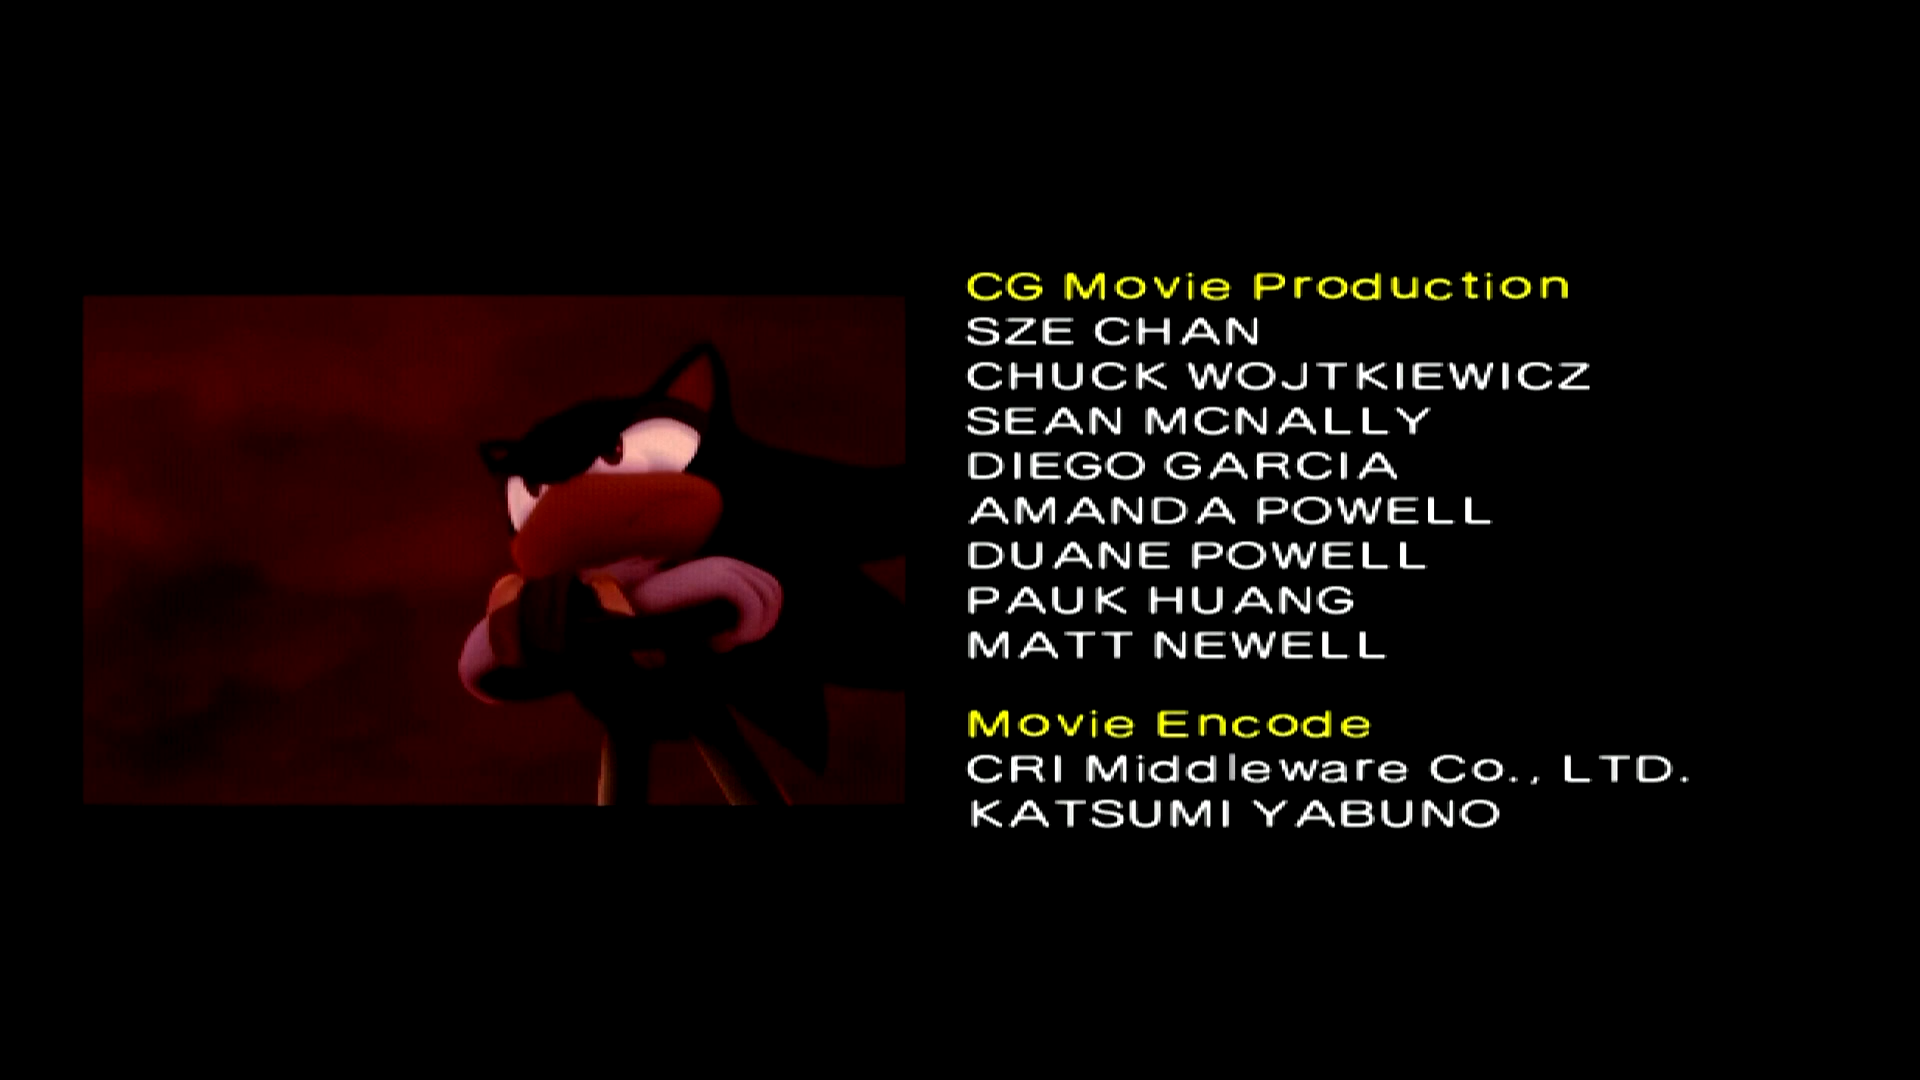 CG Movie Production
SZE CHAN
CHUCK WOJTKIEWICZ
SEAN MCNALLY
DIEGO GARCIA
AMANDA POWELL
DUANE POWELL
PAUK HUANG
MATT NEWELL
Movie Encode
CRI Middleware Co., LTD.
KATSUMI YABUNO